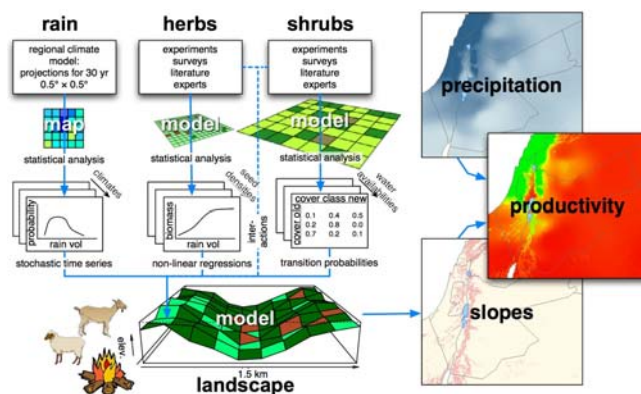 rain
herbs
shrubs
regional climate
model:
projections for 30 yr
0.5° × 0.5°
experiments
surveys
literature
experts
experiments
surveys
literature
experts
map
model
model
statistical analysis
statistical analysis
statistical analysis
climates
seed
densities
water
availabilities
probability
rain vol
biomass
rain vol
inter-
actions
cover class new
cover old
0.1 0.4 0.5
0.2 0.8 0.0
0.7 0.2 0.1
stochastic time series
non-linear regressions
transition probabilities
model
elev.
1.5 km
landscape
precipitation
productivity
slopes